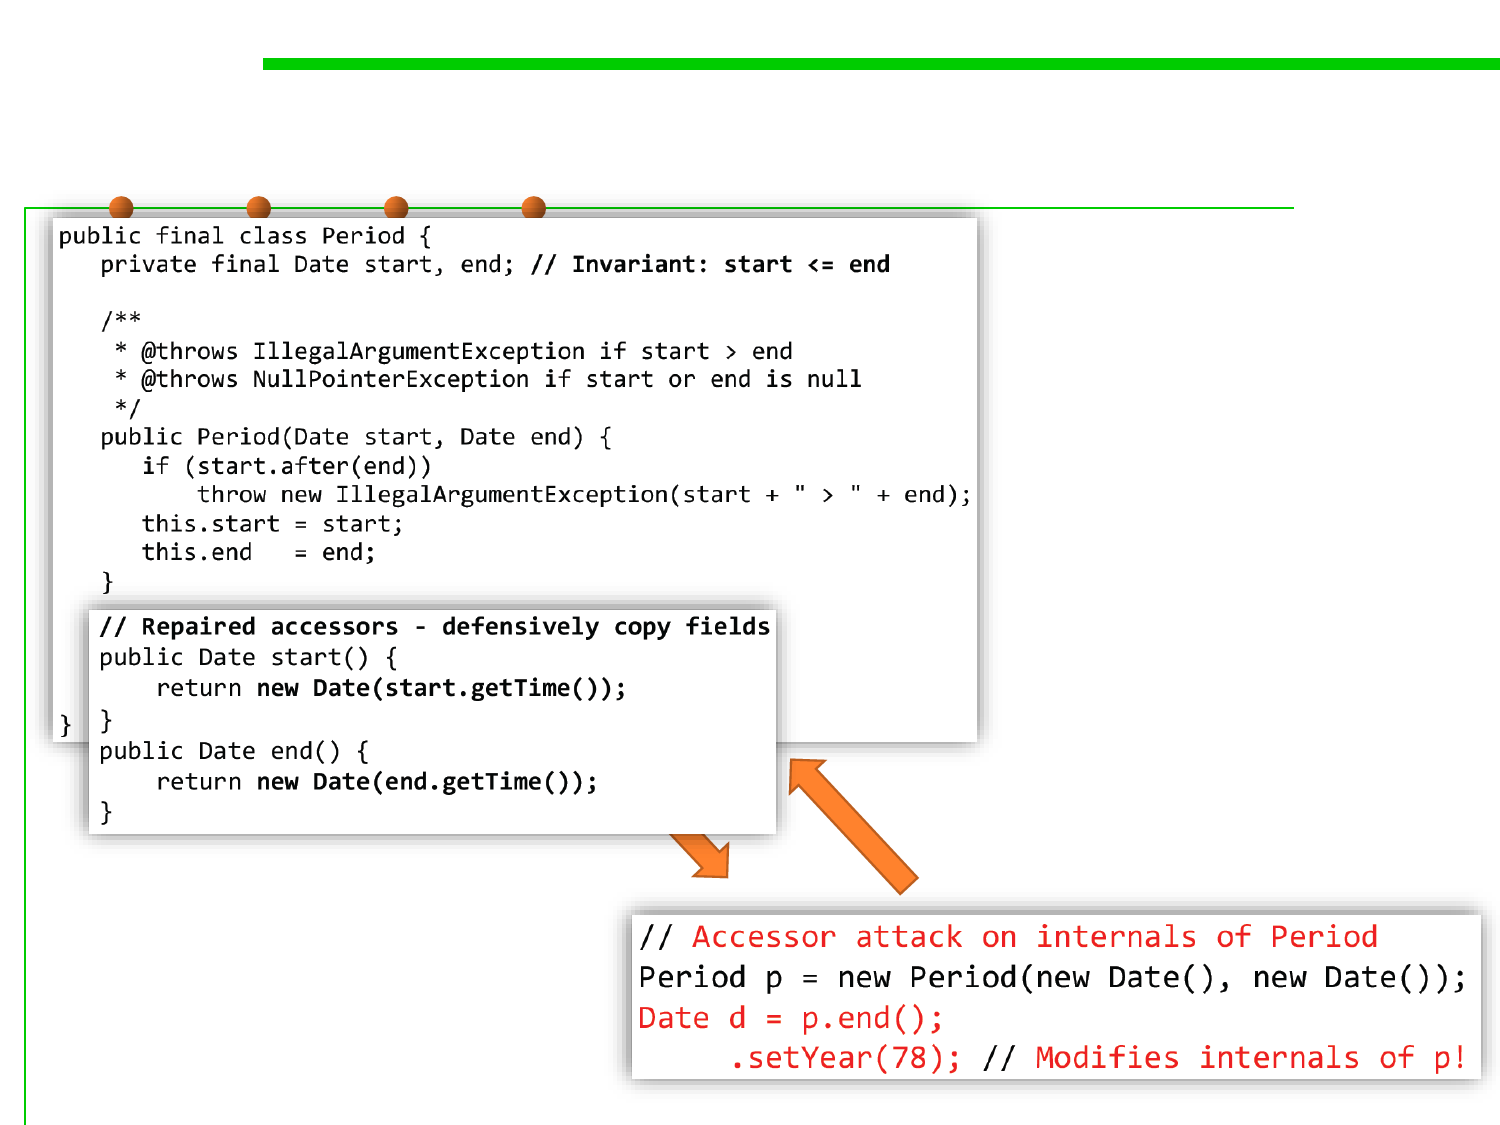 public final class Period {
private final Date start, end; // Invariant: start <= end
/**
* @throws IllegalArgumentException if start > end
* @throws NullPointerException if start or end is null
*/
public Period(Date start, Date end) {
if (start.after(end))
throw new IllegalArgumentException(start + " > " + end);
this.start = start;
this.end   = end;
}
// Repaired accessors - defensively copy fields
public Date start() {
return new Date(start.getTime());
}
public Date end() {
return new Date(end.getTime());
}
}
// Accessor attack on internals of Period
Period p = new Period(new Date(), new Date());
Date d = p.end();
.setYear(78); // Modifies internals of p!